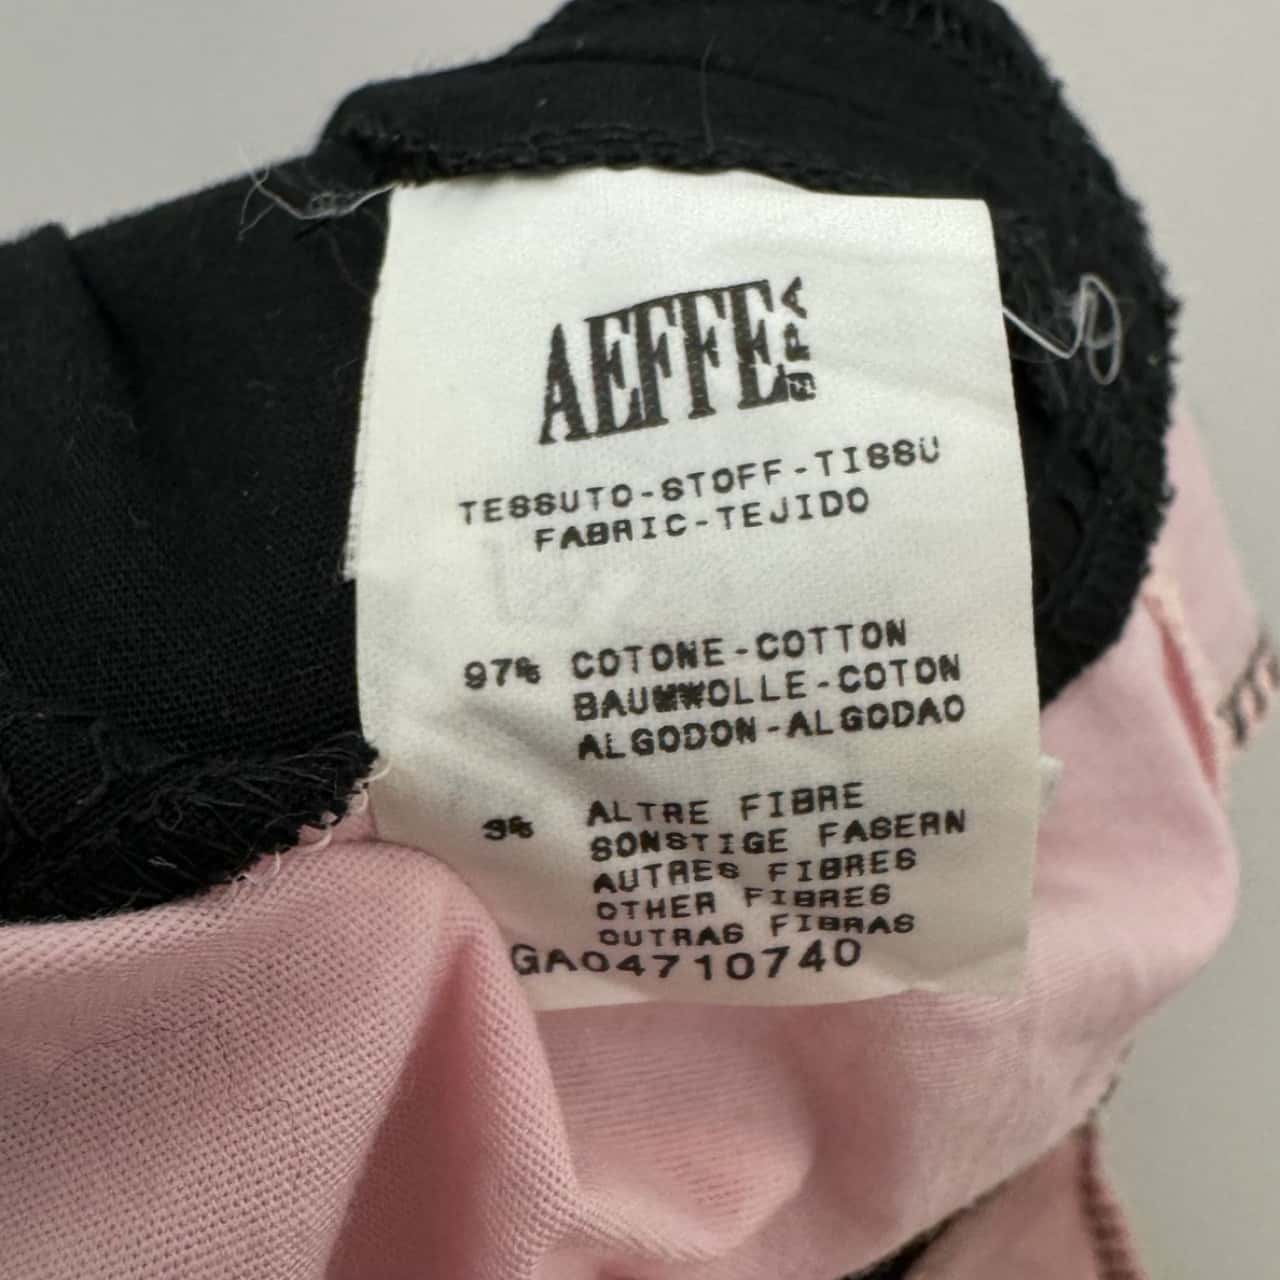 AEFFE SPA
TESSUTO-STOFF-TISSU
FABRIC-TEJIDO
97% COTONE-COTTON
BAUMWOLLE-COTON
ALGODON-ALGODAO
3% ALTRE FIBRE
SONSTIGE FASERN
AUTRES FIBRES
OTHER FIBRES
OUTRAS FIBRAS
GA04710740